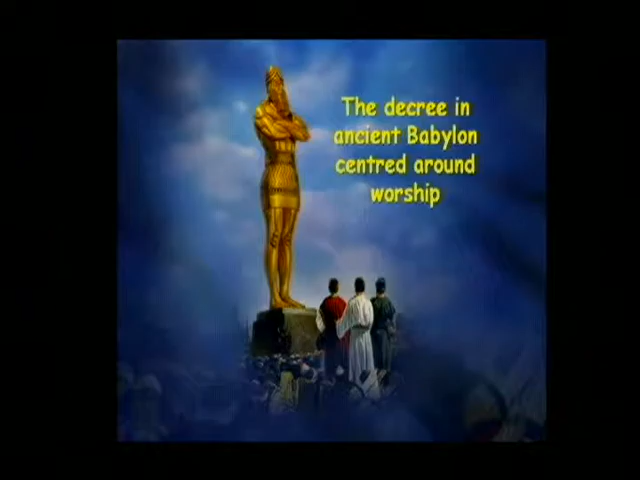 The decree in
ancient Babylon
centred around
worship